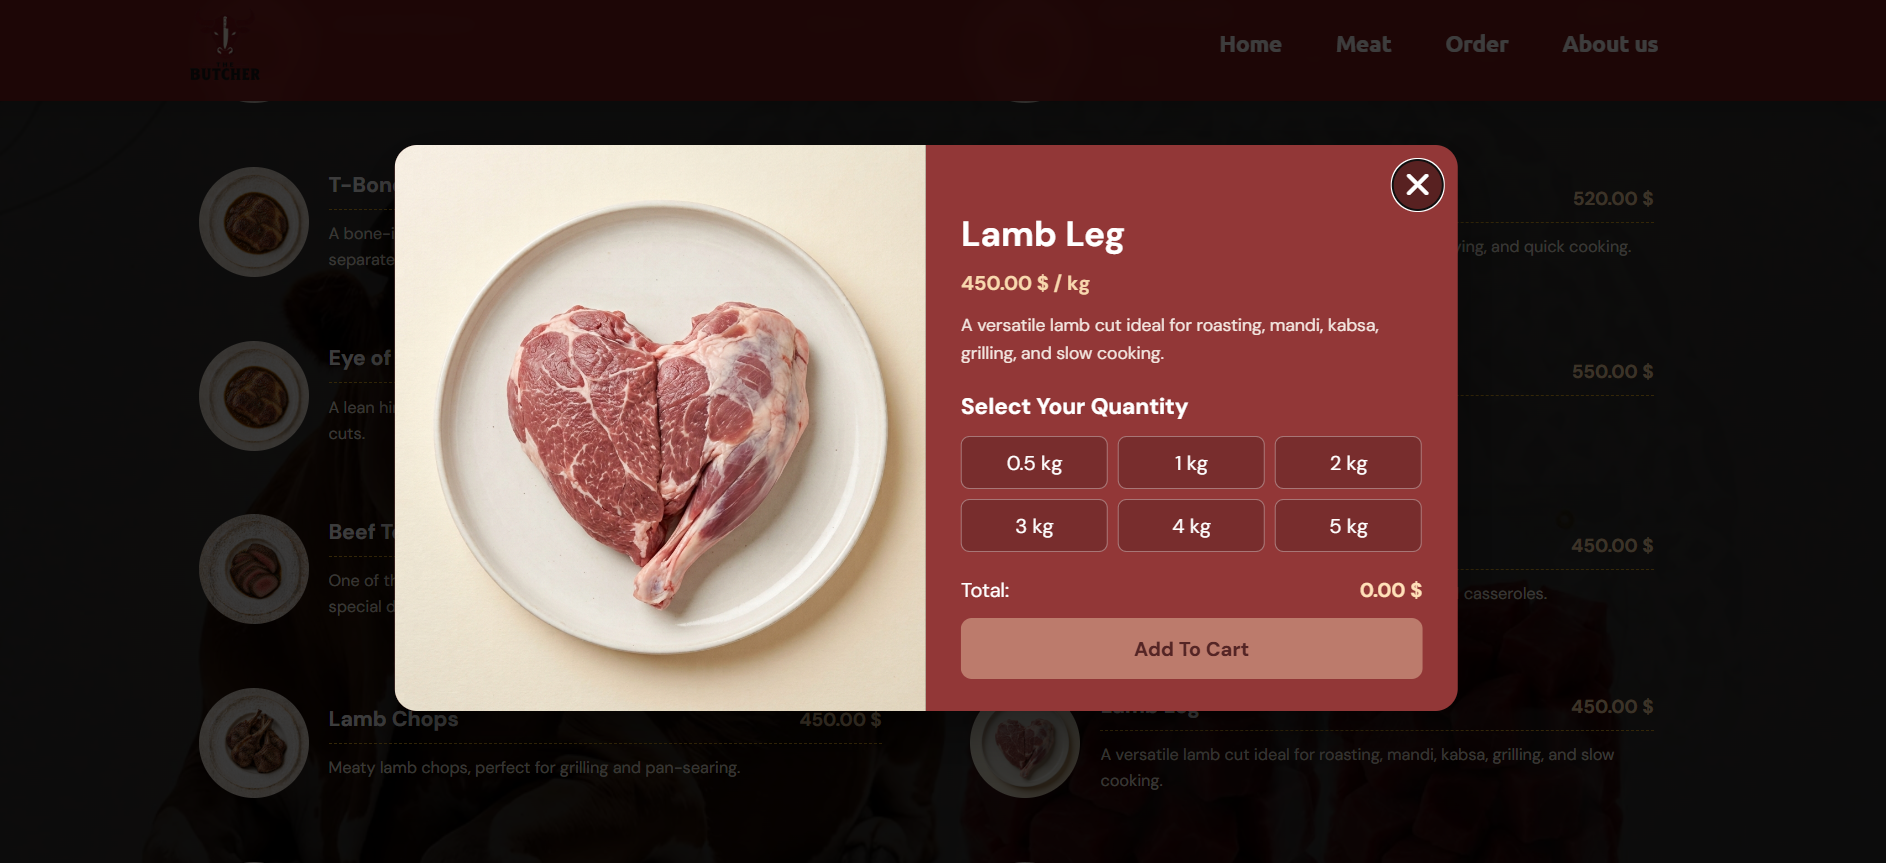 THE
BUTCHER
Home
Meat
Order
About us
T-Bon
A bone-i
separate
520.00 $
ying, and quick cooking.
Eye of
A lean hi
cuts.
550.00 $
Beef T
One of t
special d
450.00 $
casseroles.
Lamb Chops
450.00 $
Meaty lamb chops, perfect for grilling and pan-searing.
Lamb Leg
450.00 $
A versatile lamb cut ideal for roasting, mandi, kabsa, grilling, and slow
cooking.
Lamb Leg
450.00 $ / kg
A versatile lamb cut ideal for roasting, mandi, kabsa,
grilling, and slow cooking.
Select Your Quantity
0.5 kg
1 kg
2 kg
3 kg
4 kg
5 kg
Total:
0.00 $
Add To Cart